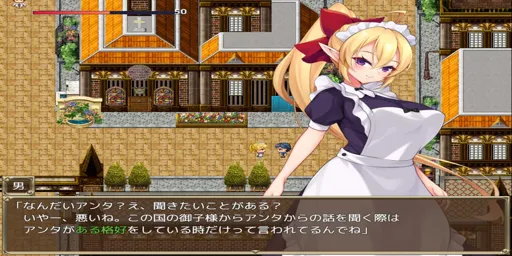 50
男
「なんだいアンタ?え、聞きたいことがある?
いやー、悪いね。この国の御子様からアンタからの話を聞く際は
アンタがある格好をしている時だけって言われてるんでね」